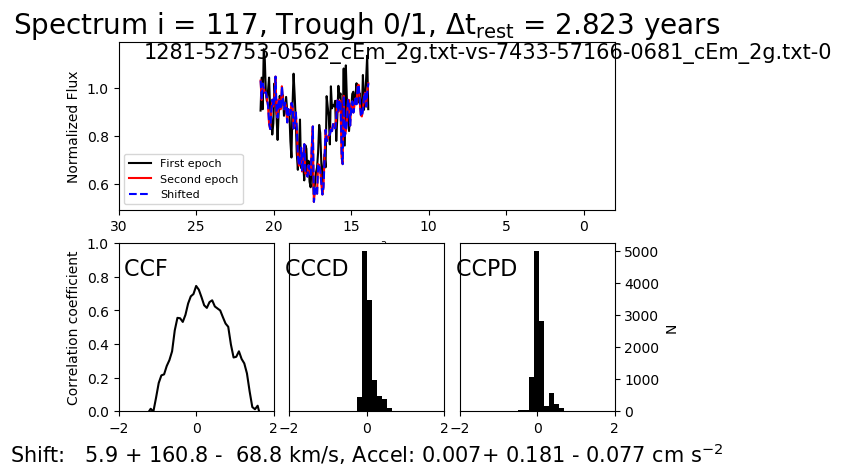 Spectrum i = 117, Trough 0/1, Δt_rest = 2.823 years
1281-52753-0562_cEm_2g.txt-vs-7433-57166-0681_cEm_2g.txt-0
Normalized Flux
1.0
0.8
0.6
First epoch
Second epoch
Shifted
30 25 20 15 10 5 0
Correlation coefficient
1.0
0.8
0.6
0.4
0.2
0.0
CCF
CCCD
CCPD
5000
4000
3000
2000
1000
0
N
−2 0 2
−2 0 2
−2 0 2
Shift: 5.9 + 160.8 - 68.8 km/s, Accel: 0.007+ 0.181 - 0.077 cm s⁻²